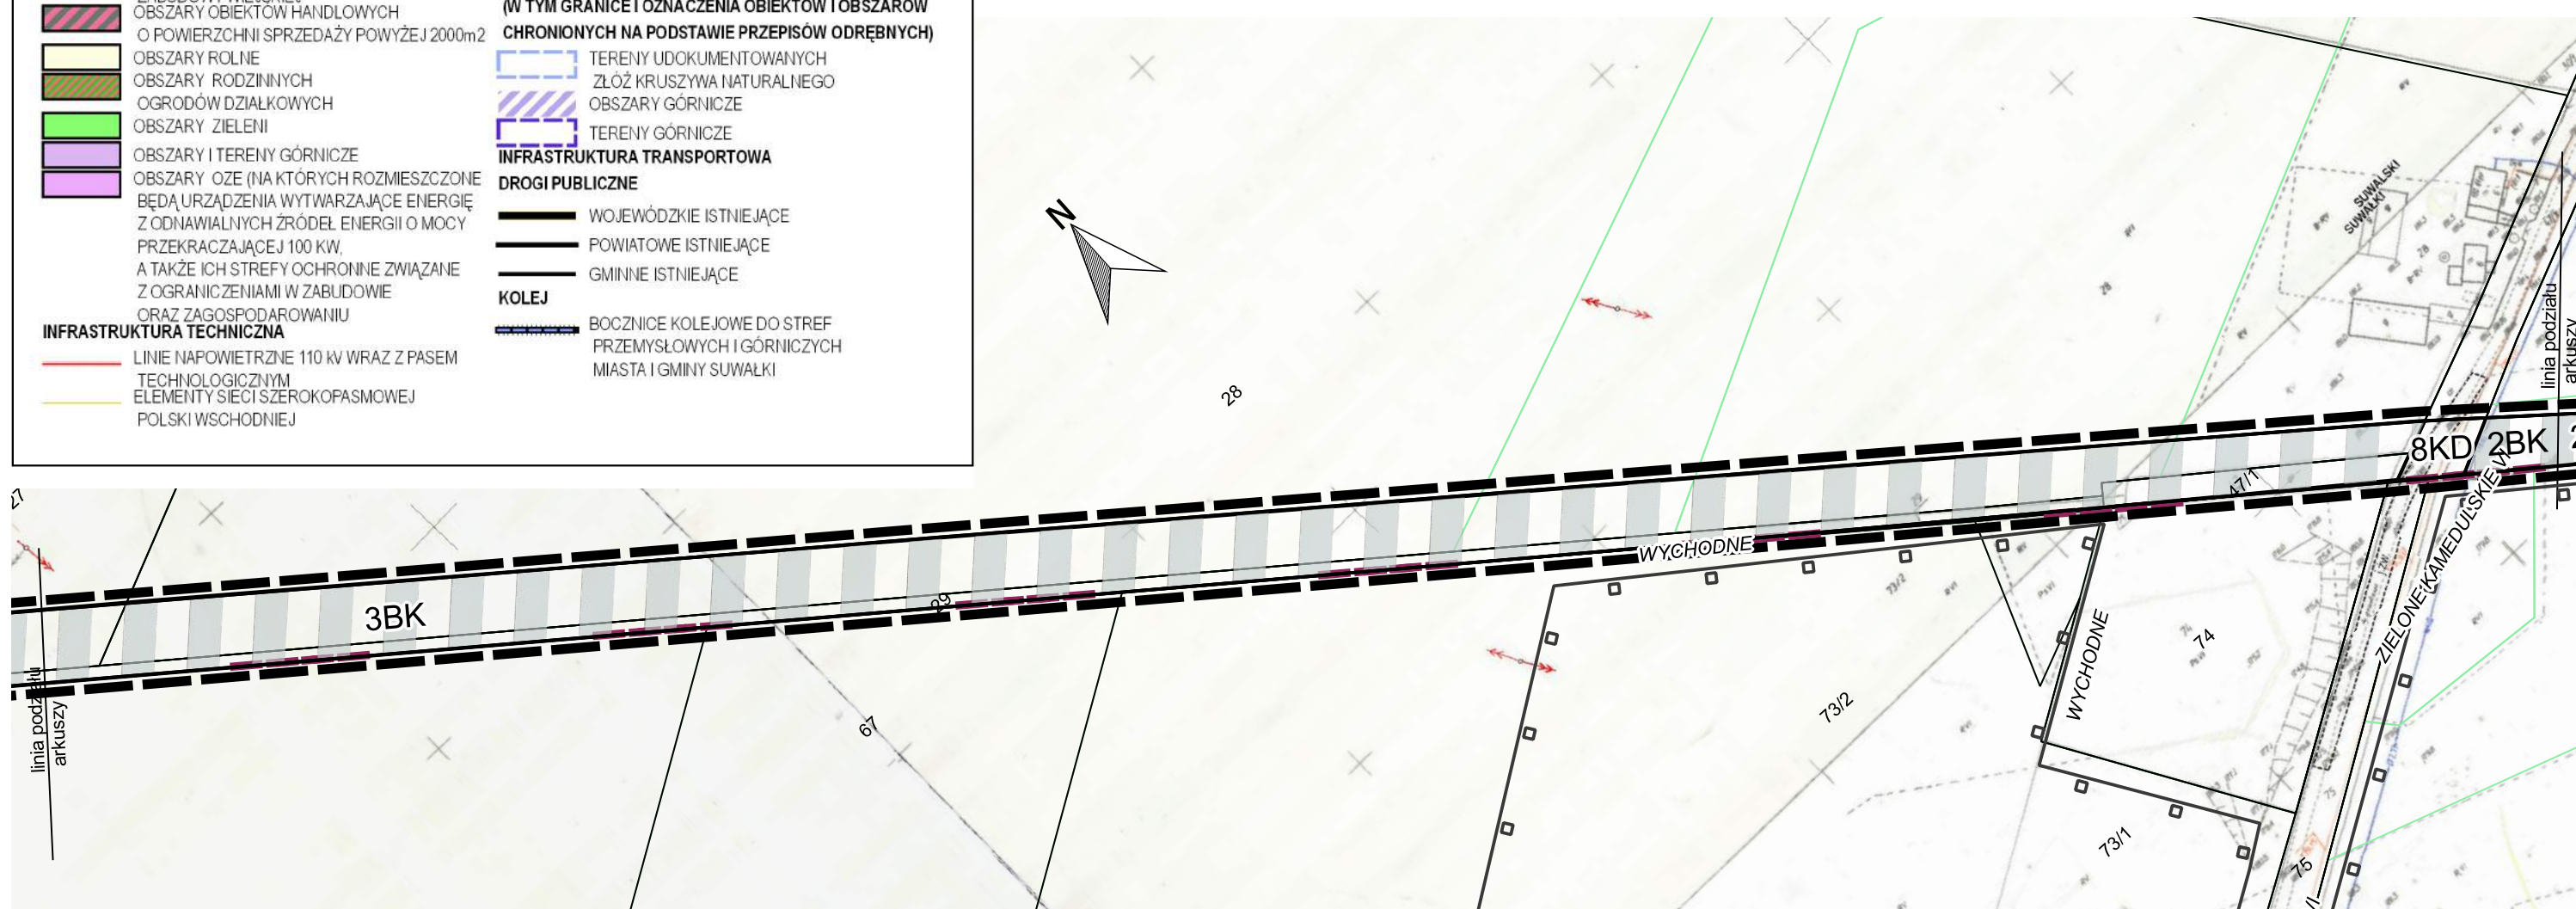 OBSZARY OBIEKTÓW HANDLOWYCH
O POWIERZCHNI SPRZEDAŻY POWYŻEJ 2000m2
OBSZARY ROLNE
OBSZARY RODZINNYCH
OGRODÓW DZIAŁKOWYCH
OBSZARY ZIELENI
OBSZARY I TERENY GÓRNICZE
OBSZARY OZE (NA KTÓRYCH ROZMIESZCZONE
BĘDĄ URZĄDZENIA WYTWARZAJĄCE ENERGIĘ
Z ODNAWIALNYCH ŹRÓDEŁ ENERGII O MOCY
PRZEKRACZAJĄCEJ 100 KW,
A TAKŻE ICH STREFY OCHRONNE ZWIĄZANE
Z OGRANICZENIAMI W ZABUDOWIE
ORAZ ZAGOSPODAROWANIU
INFRASTRUKTURA TECHNICZNA
LINIE NAPOWIETRZNE 110 kV WRAZ Z PASEM
TECHNOLOGICZNYM
ELEMENTY SIECI SZEROKOPASMOWEJ
POLSKI WSCHODNIEJ
(W TYM GRANICE I OZNACZENIA OBIEKTÓW I OBSZARÓW
CHRONIONYCH NA PODSTAWIE PRZEPISÓW ODRĘBNYCH)
TERENY UDOKUMENTOWANYCH
ZŁÓŻ KRUSZYWA NATURALNEGO
OBSZARY GÓRNICZE
TERENY GÓRNICZE
INFRASTRUKTURA TRANSPORTOWA
DROGI PUBLICZNE
WOJEWÓDZKIE ISTNIEJĄCE
POWIATOWE ISTNIEJĄCE
GMINNE ISTNIEJĄCE
KOLEJ
BOCZNICE KOLEJOWE DO STREF
PRZEMYSŁOWYCH I GÓRNICZYCH
MIASTA I GMINY SUWAŁKI
N
28
SUWALSKI
SUWAŁKI
28
28
linia podziału
arkuszy
8KD
2BK
2
47/1
WYCHODNE
29
3BK
27
linia podziału
arkuszy
67
73/2
73/2
WYCHODNE
74
ZIELONE KAMEDULSKIE VI
73/1
75
75